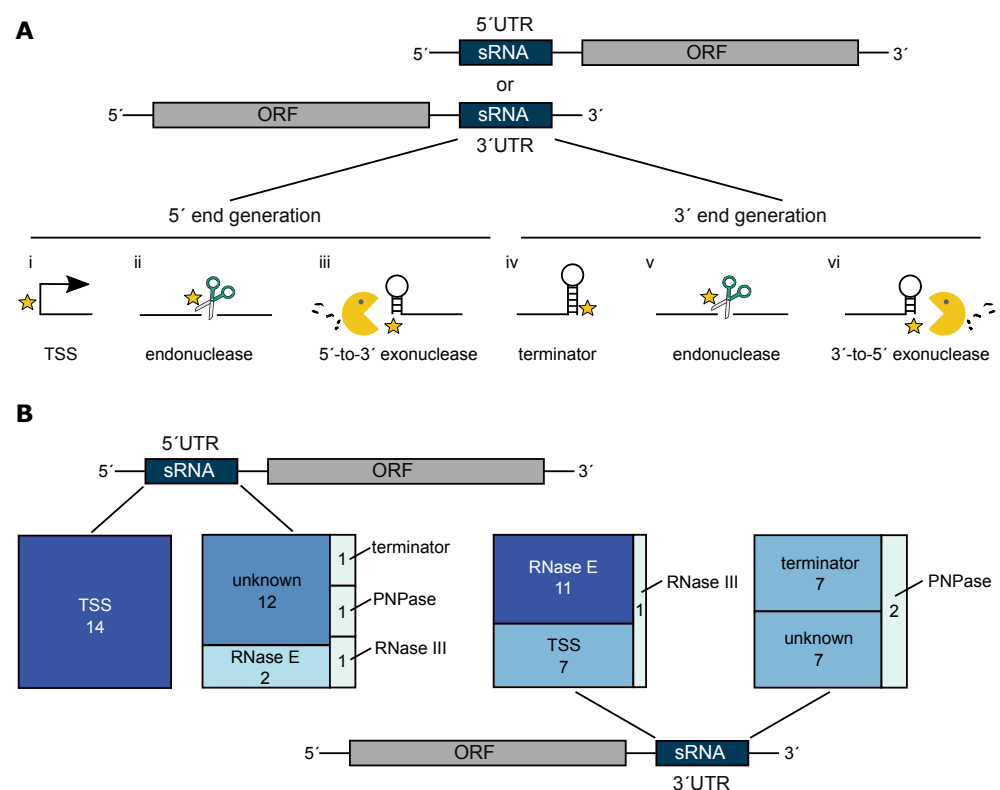 A
5´UTR
5´ sRNA ORF 3´
or
5´ ORF sRNA 3´
3´UTR
5´ end generation 3´ end generation
i ii iii iv v vi
TSS endonuclease 5´-to-3´ exonuclease terminator endonuclease 3´-to-5´ exonuclease
B
5´UTR
5´ sRNA ORF 3´
TSS
14
unknown
12
RNase E
2
1 terminator
1 PNPase
1 RNase III
RNase E
11
TSS
7
1 RNase III
terminator
7
unknown
7
2 PNPase
5´ ORF sRNA 3´
3´UTR